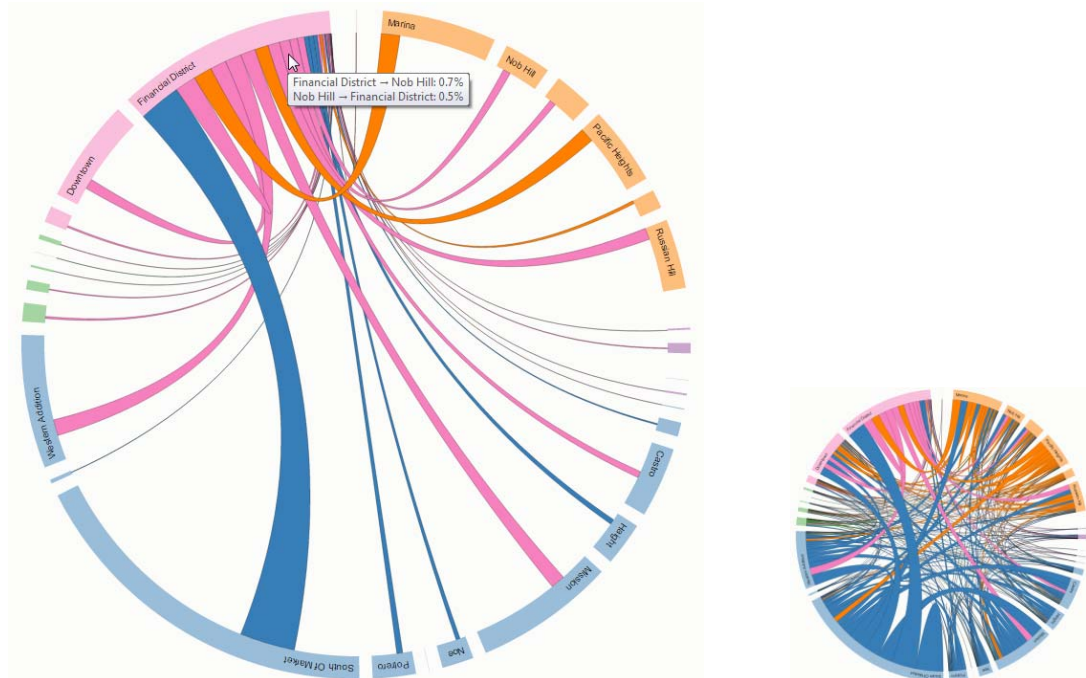 Marina
Nob Hill
Pacific Heights
Russian Hill
Castro
Haight
Mission
Noe
Potrero
South Of Market
Western Addition
Downtown
Financial District
Financial District → Nob Hill: 0.7%
Nob Hill → Financial District: 0.5%